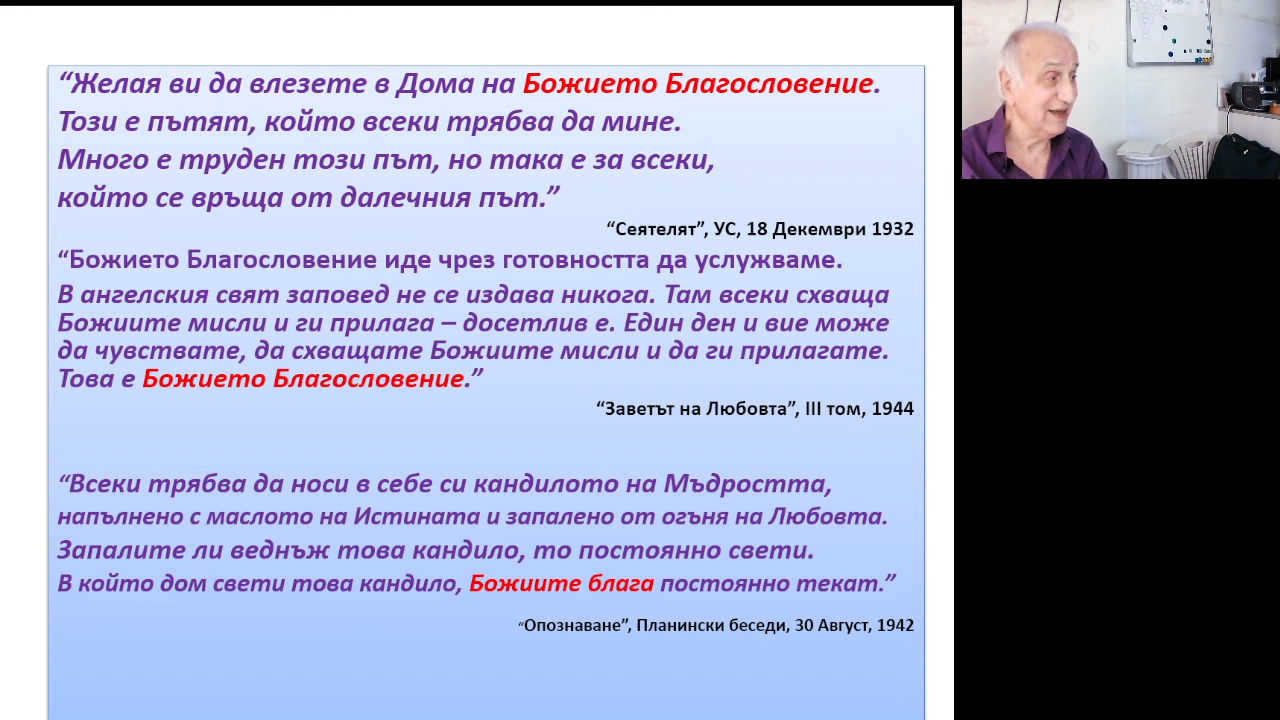 “Желая ви да влезете в Дома на Божието Благословение.
Този е пътят, който всеки трябва да мине.
Много е труден този път, но така е за всеки,
който се връща от далечния път.”
“Сеятелят”, УС, 18 Декември 1932
“Божието Благословение иде чрез готовността да услужваме.
В ангелския свят заповед не се издава никога. Там всеки схваща
Божиите мисли и ги прилага – досетлив е. Един ден и вие може
да чувствате, да схващате Божиите мисли и да ги прилагате.
Това е Божието Благословение.”
“Заветът на Любовта”, III том, 1944
“Всеки трябва да носи в себе си кандилото на Мъдростта,
напълнено с маслото на Истината и запалено от огъня на Любовта.
Запалите ли веднъж това кандило, то постоянно свети.
В който дом свети това кандило, Божиите блага постоянно текат.”
“Опознаване”, Планински беседи, 30 Август, 1942